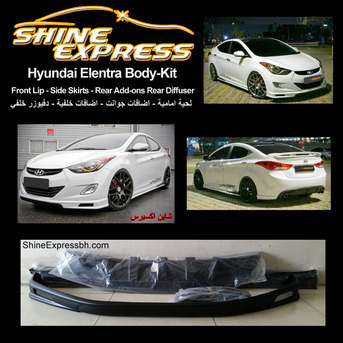 SHINE
EXPRESS
Hyundai Elentra Body-Kit
Front Lip - Side Skirts - Rear Add-ons Rear Diffuser
لحية امامية - اضافات جوانت - اضافات خلفية - دفيوزر خلفي
شاين اكسبرس
ShineExpressbh.com